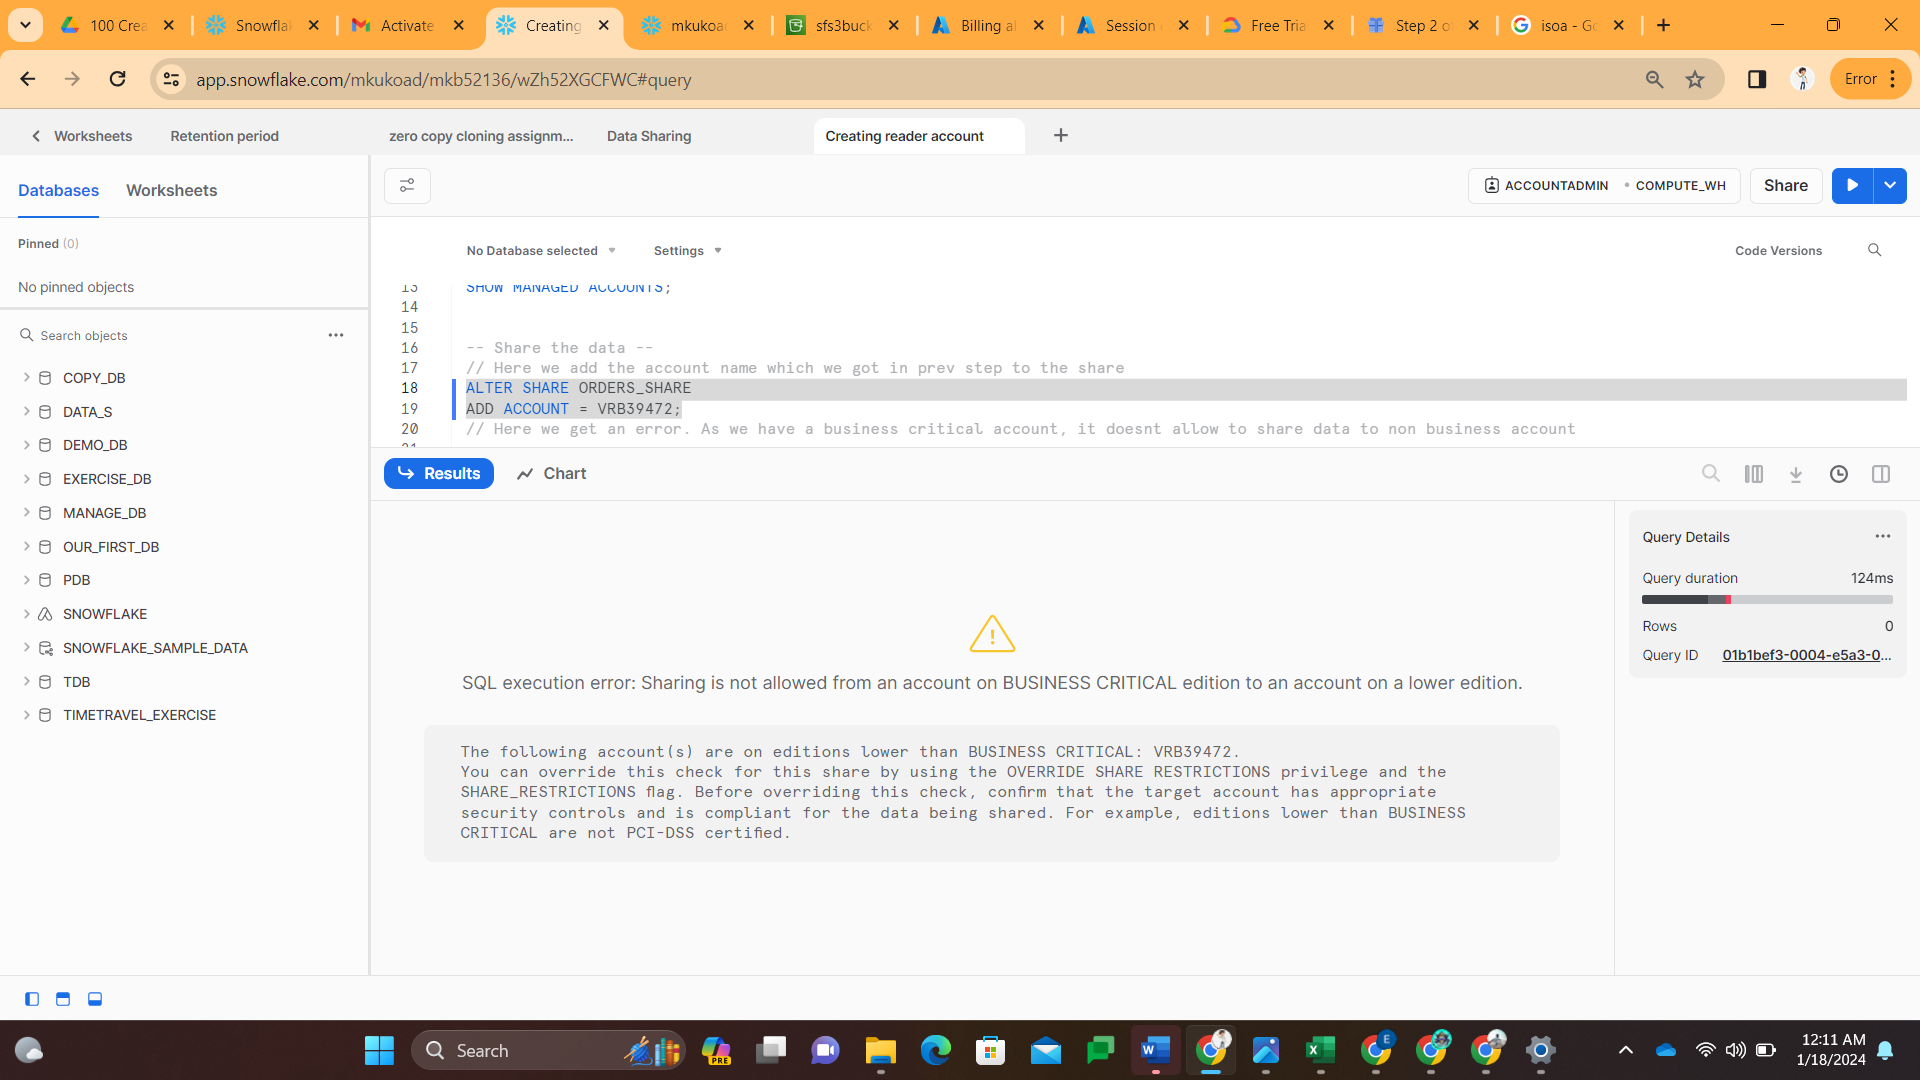 100 Crea
Snowflak
Activate
Creating
mkukoad
sfs3buck
Billing al
Session
Free Tria
Step 2 o
isoa - Go
app.snowflake.com/mkukoad/mkb52136/wZh52XGCFWC#query
Error
Worksheets
Retention period
zero copy cloning assignm...
Data Sharing
Creating reader account
Databases
Worksheets
ACCOUNTADMIN
COMPUTE_WH
Share
Pinned (0)
No pinned objects
No Database selected
Settings
Code Versions
Search objects
COPY_DB
DATA_S
DEMO_DB
EXERCISE_DB
MANAGE_DB
OUR_FIRST_DB
PDB
SNOWFLAKE
SNOWFLAKE_SAMPLE_DATA
TDB
TIMETRAVEL_EXERCISE
13 SHOW MANAGED ACCOUNTS;
14
15
16 -- Share the data --
17 // Here we add the account name which we got in prev step to the share
18 ALTER SHARE ORDERS_SHARE
19 ADD ACCOUNT = VRB39472;
20 // Here we get an error. As we have a business critical account, it doesnt allow to share data to non business account
21
Results
Chart
SQL execution error: Sharing is not allowed from an account on BUSINESS CRITICAL edition to an account on a lower edition.
The following account(s) are on editions lower than BUSINESS CRITICAL: VRB39472.
You can override this check for this share by using the OVERRIDE SHARE RESTRICTIONS privilege and the
SHARE_RESTRICTIONS flag. Before overriding this check, confirm that the target account has appropriate
security controls and is compliant for the data being shared. For example, editions lower than BUSINESS
CRITICAL are not PCI-DSS certified.
Query Details
Query duration 124ms
Rows 0
Query ID 01b1bef3-0004-e5a3-0...
Search
PRE
E
12:11 AM
1/18/2024